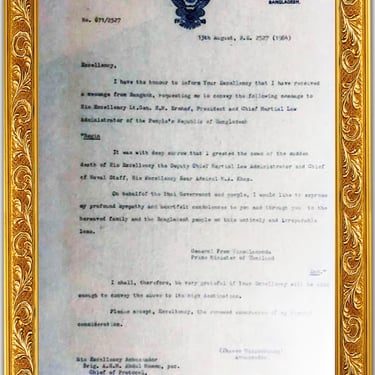 BANGLADESH.
No. 671/2527
13th August, B.E. 2527 (1984)
Excellency,
I have the honour to inform Your Excellency that I have received
a message from Bangkok, requesting me to convey the following message to
His Excellency Lt.Gen. H.M. Ershad, President and Chief Martial Law
Administrator of the People's Republic of Bangladesh
"Begin
It was with deep sorrow that I greeted the news of the sudden
death of His Excellency the Deputy Chief Martial Law Administrator and Chief
of Naval Staff, His Excellency Rear Admiral M.A. Khan.
On behalf of the Thai Government and people, I would like to express
my profound sympathy and heartfelt condolences to you and through you to the
bereaved family and the Bangladesh people on this untimely and irreparable
loss.
General Prem Tinsulanonda,
Prime Minister of Thailand
End."
I shall, therefore, be very grateful if Your Excellency will be kind
enough to convey the above to its high destinations.
Please accept, Excellency, the renewed assurances of my highest
consideration.
Ambassador
His Excellency Ambassador
Brig. A.N.M. Abdul psc.
Chief of Protocol,